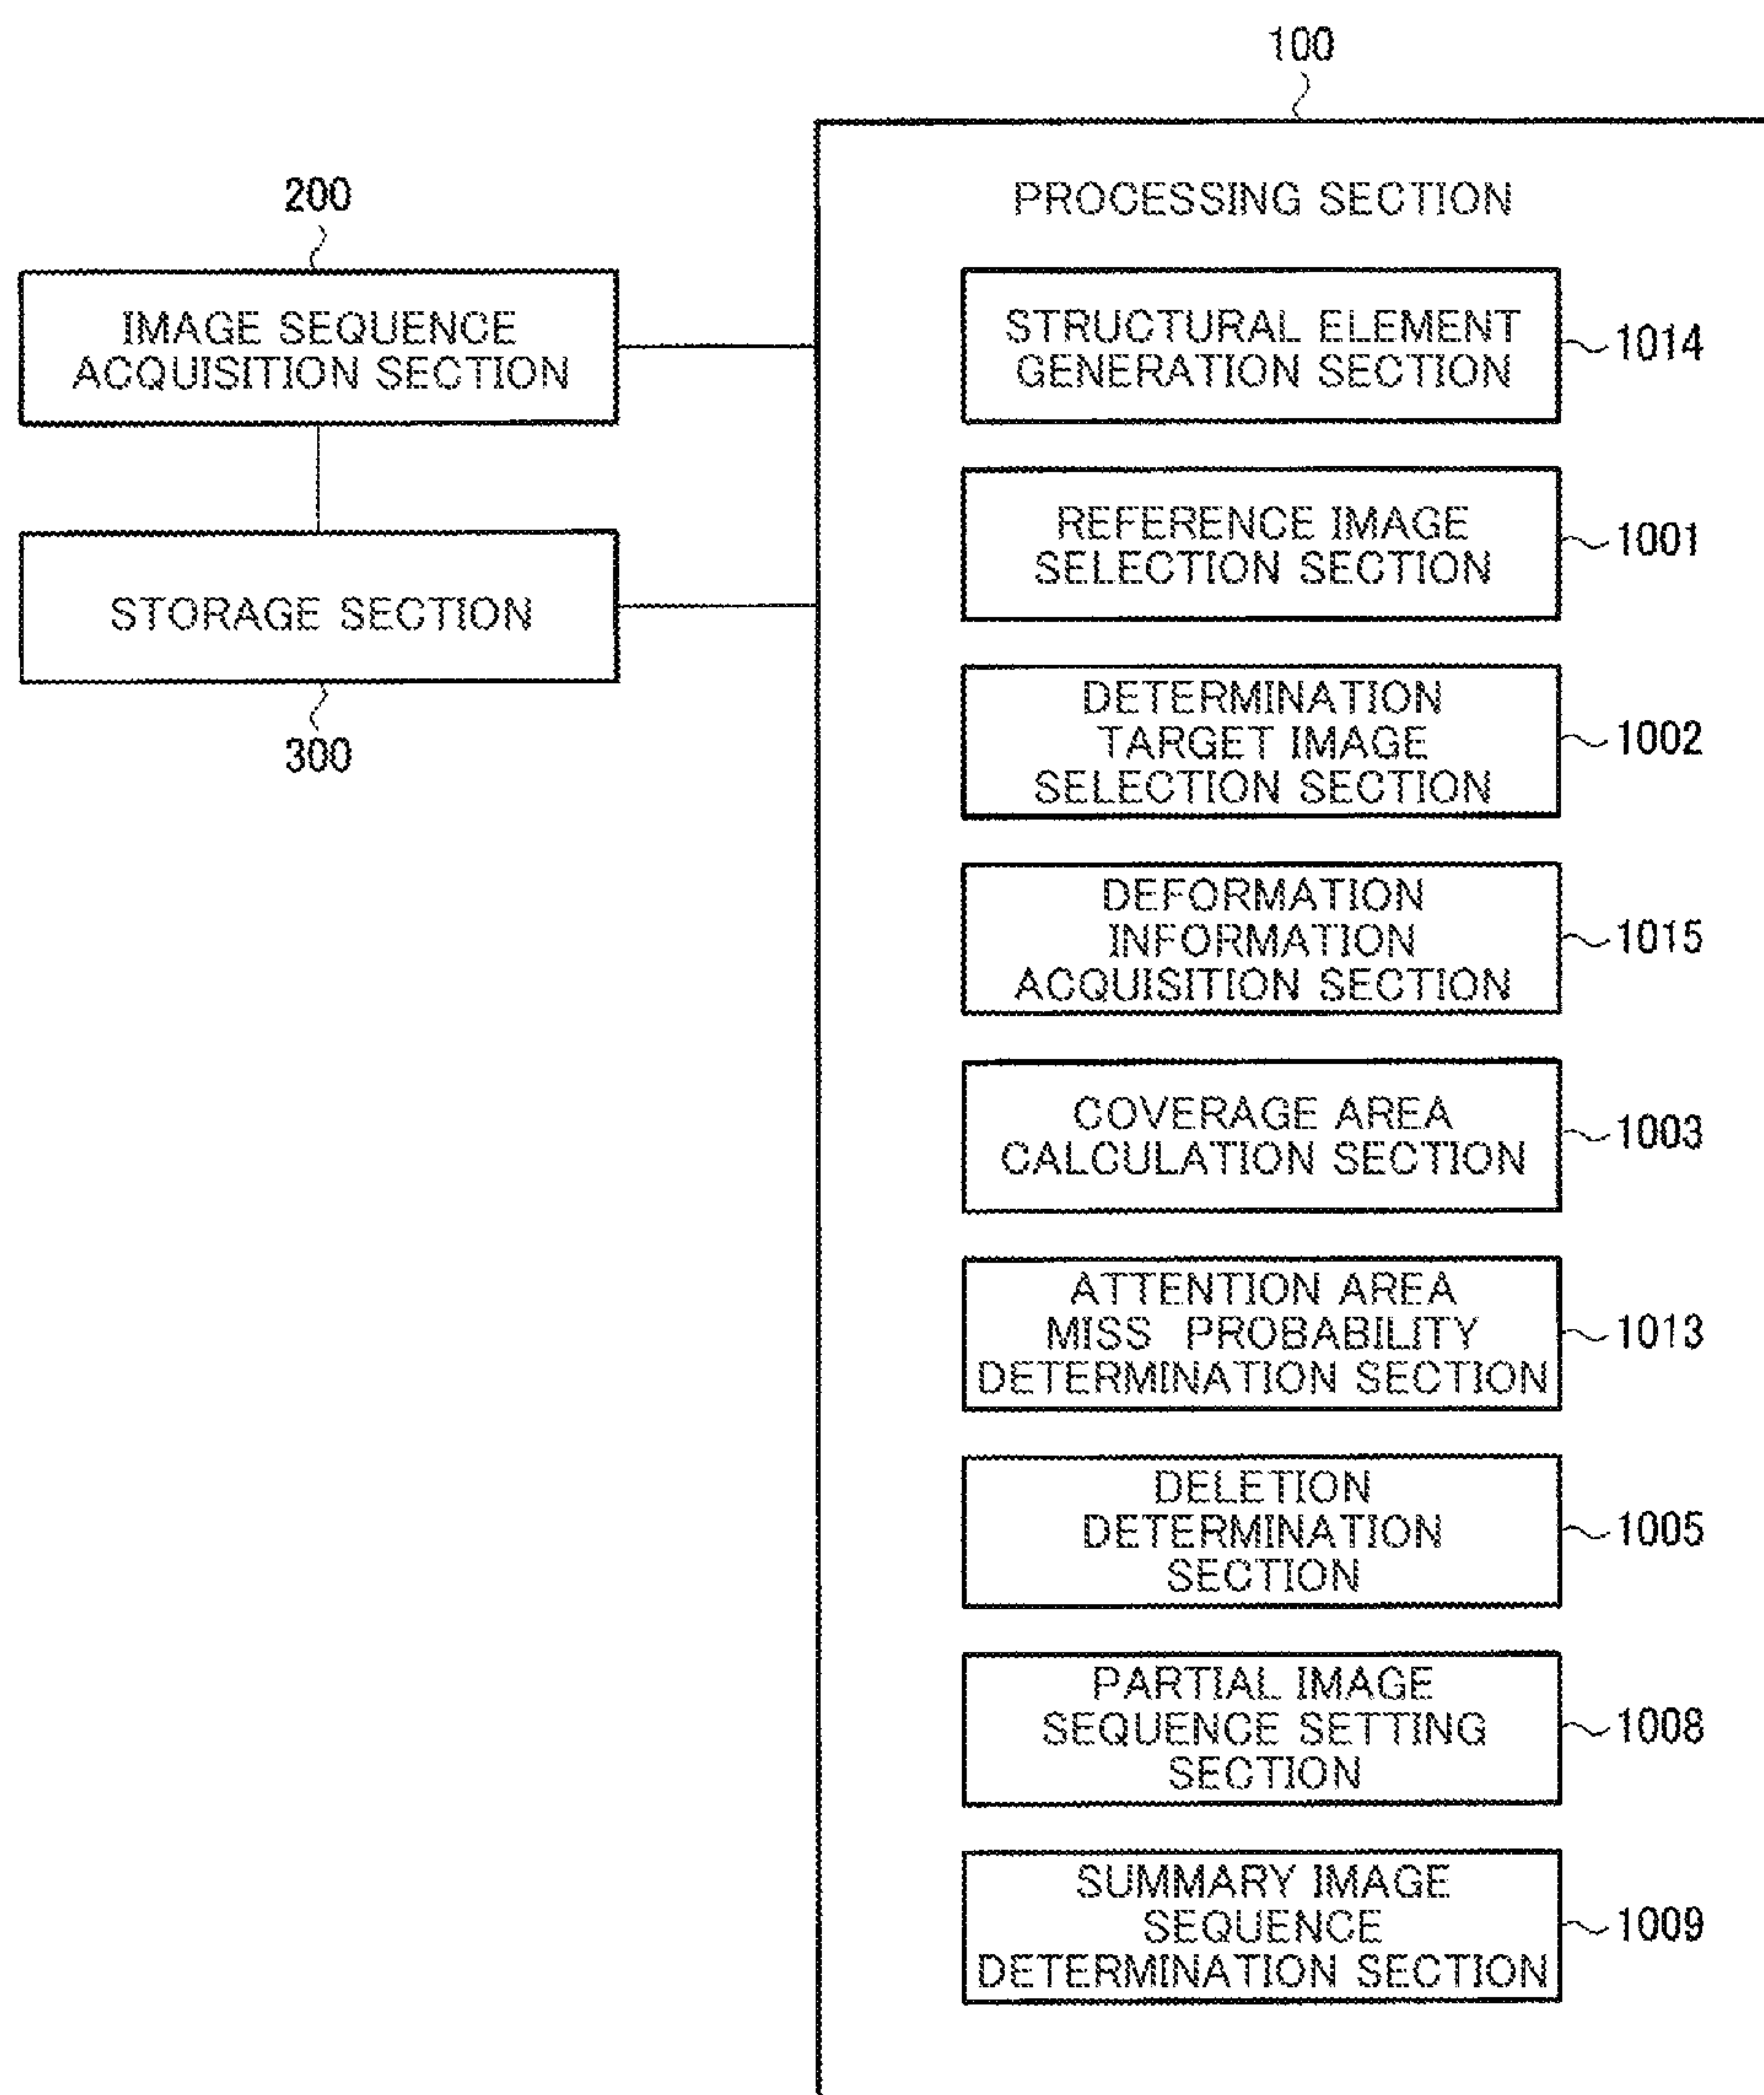 100
PROCESSING SECTION
200
IMAGE SEQUENCE
ACQUISITION SECTION
STORAGE SECTION
300
STRUCTURAL ELEMENT
GENERATION SECTION
1014
REFERENCE IMAGE
SELECTION SECTION
1001
DETERMINATION
TARGET IMAGE
SELECTION SECTION
1002
DEFORMATION
INFORMATION
ACQUISITION SECTION
1015
COVERAGE AREA
CALCULATION SECTION
1003
ATTENTION AREA
MISS PROBABILITY
DETERMINATION SECTION
1013
DELETION
DETERMINATION
SECTION
1005
PARTIAL IMAGE
SEQUENCE SETTING
SECTION
1008
SUMMARY IMAGE
SEQUENCE
DETERMINATION SECTION
1009